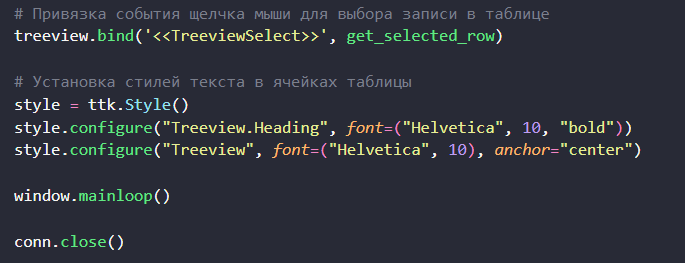 # Привязка события щелчка мыши для выбора записи в таблице
treeview.bind('<<TreeviewSelect>>', get_selected_row)
# Установка стилей текста в ячейках таблицы
style = ttk.Style()
style.configure("Treeview.Heading", font=("Helvetica", 10, "bold"))
style.configure("Treeview", font=("Helvetica", 10), anchor="center")
window.mainloop()
conn.close()